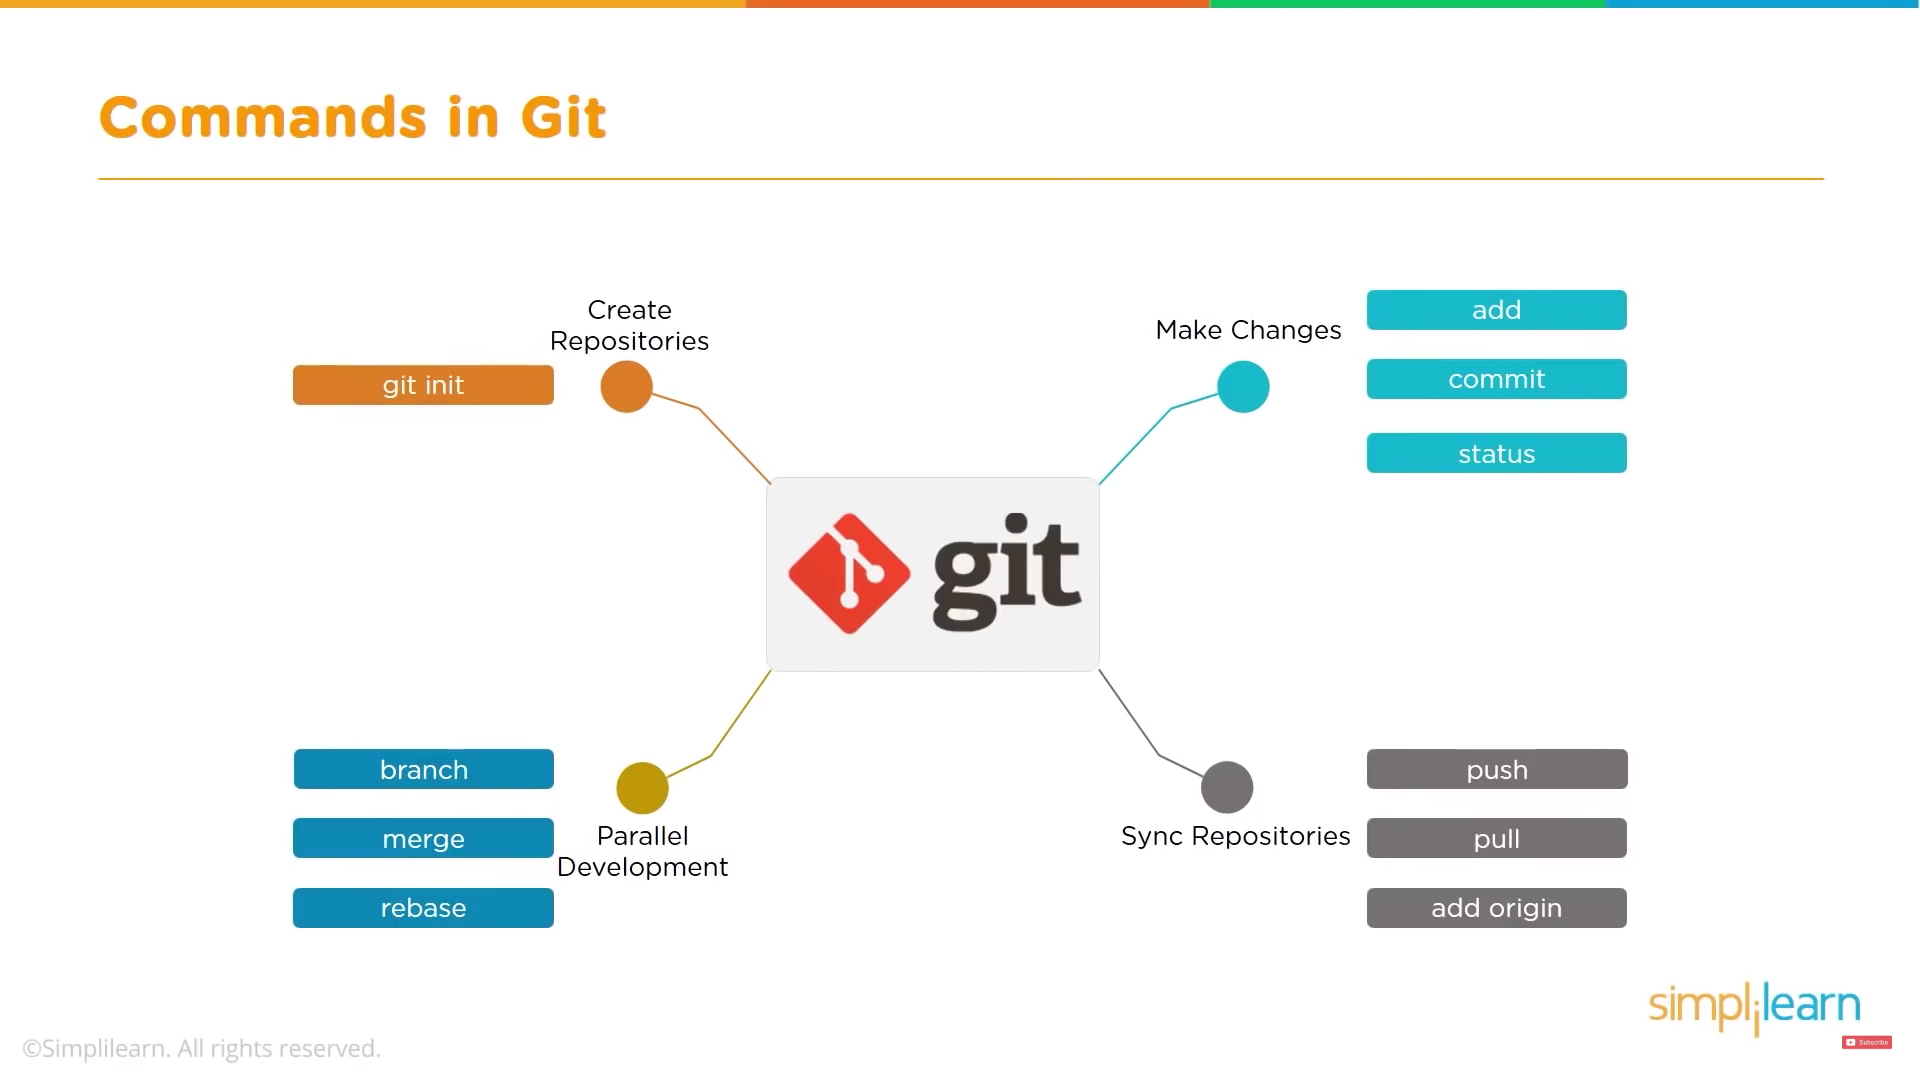 Commands in Git
Create
Repositories
git init
Make Changes
add
commit
status
git
branch
merge
rebase
Parallel
Development
Sync Repositories
push
pull
add origin
simplilearn
Subscribe
©Simplilearn. All rights reserved.